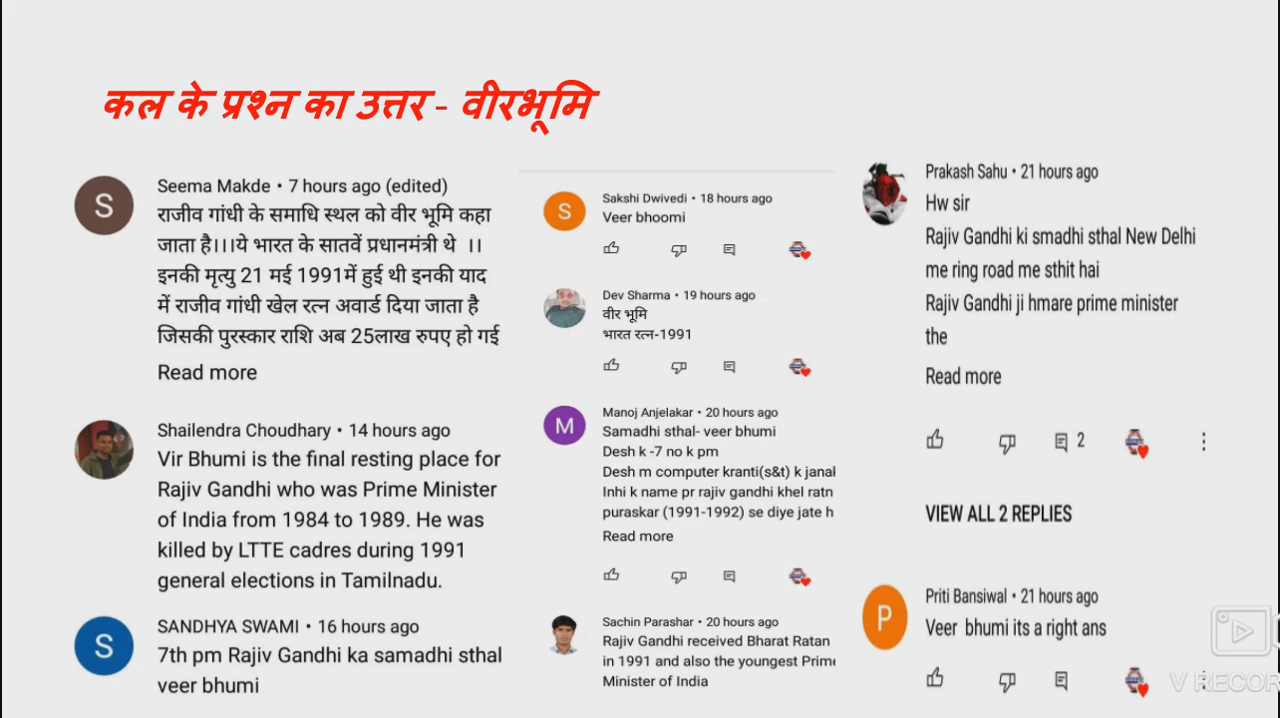 कल के प्रश्न का उत्तर - वीरभूमि
S
Seema Makde • 7 hours ago (edited)
राजीव गांधी के समाधि स्थल को वीर भूमि कहा
जाता है।।।ये भारत के सातवें प्रधानमंत्री थे ।।
इनकी मृत्यु 21 मई 1991में हुई थी इनकी याद
में राजीव गांधी खेल रत्न अवार्ड दिया जाता है
जिसकी पुरस्कार राशि अब 25लाख रुपए हो गई
Read more
Shailendra Choudhary • 14 hours ago
Vir Bhumi is the final resting place for
Rajiv Gandhi who was Prime Minister
of India from 1984 to 1989. He was
killed by LTTE cadres during 1991
general elections in Tamilnadu.
S
SANDHYA SWAMI • 16 hours ago
7th pm Rajiv Gandhi ka samadhi sthal
veer bhumi
S
Sakshi Dwivedi • 18 hours ago
Veer bhoomi
Dev Sharma • 19 hours ago
वीर भूमि
भारत रत्न-1991
M
Manoj Anjelakar • 20 hours ago
Samadhi sthal- veer bhumi
Desh k -7 no k pm
Desh m computer kranti(s&t) k janak
Inhi k name pr rajiv gandhi khel ratn
puraskar (1991-1992) se diye jate h
Read more
Sachin Parashar • 20 hours ago
Rajiv Gandhi received Bharat Ratan
in 1991 and also the youngest Prime
Minister of India
Prakash Sahu • 21 hours ago
Hw sir
Rajiv Gandhi ki smadhi sthal New Delhi
me ring road me sthit hai
Rajiv Gandhi ji hmare prime minister
the
Read more
2
VIEW ALL 2 REPLIES
P
Priti Bansiwal • 21 hours ago
Veer bhumi its a right ans
V RECOR